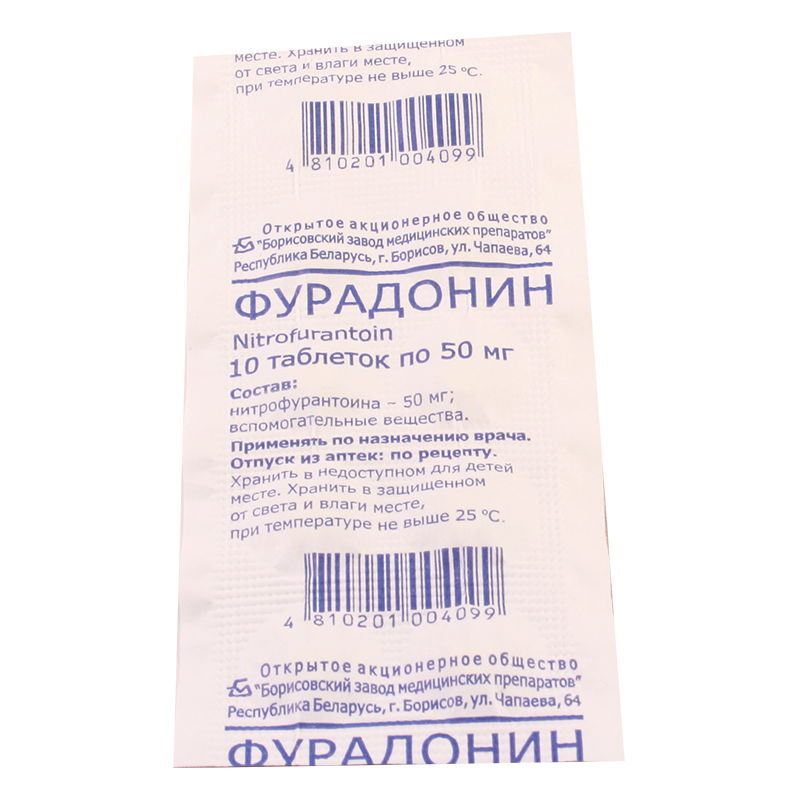 месте. Хранить в защищенном
от света и влаги месте,
при температуре не выше 25 °С.
4 810201 004099
Открытое акционерное общество
"Борисовский завод медицинских препаратов"
Республика Беларусь, г. Борисов, ул. Чапаева, 64
ФУРАДОНИН
Nitrofurantoin
10 таблеток по 50 мг
Состав:
нитрофурантоина – 50 мг;
вспомогательные вещества.
Применять по назначению врача.
Отпуск из аптек: по рецепту.
Хранить в недоступном для детей
месте. Хранить в защищенном
от света и влаги месте,
при температуре не выше 25 °С.
4 810201 004099
Открытое акционерное общество
"Борисовский завод медицинских препаратов"
Республика Беларусь, г. Борисов, ул. Чапаева, 64
ФУРАДОНИН